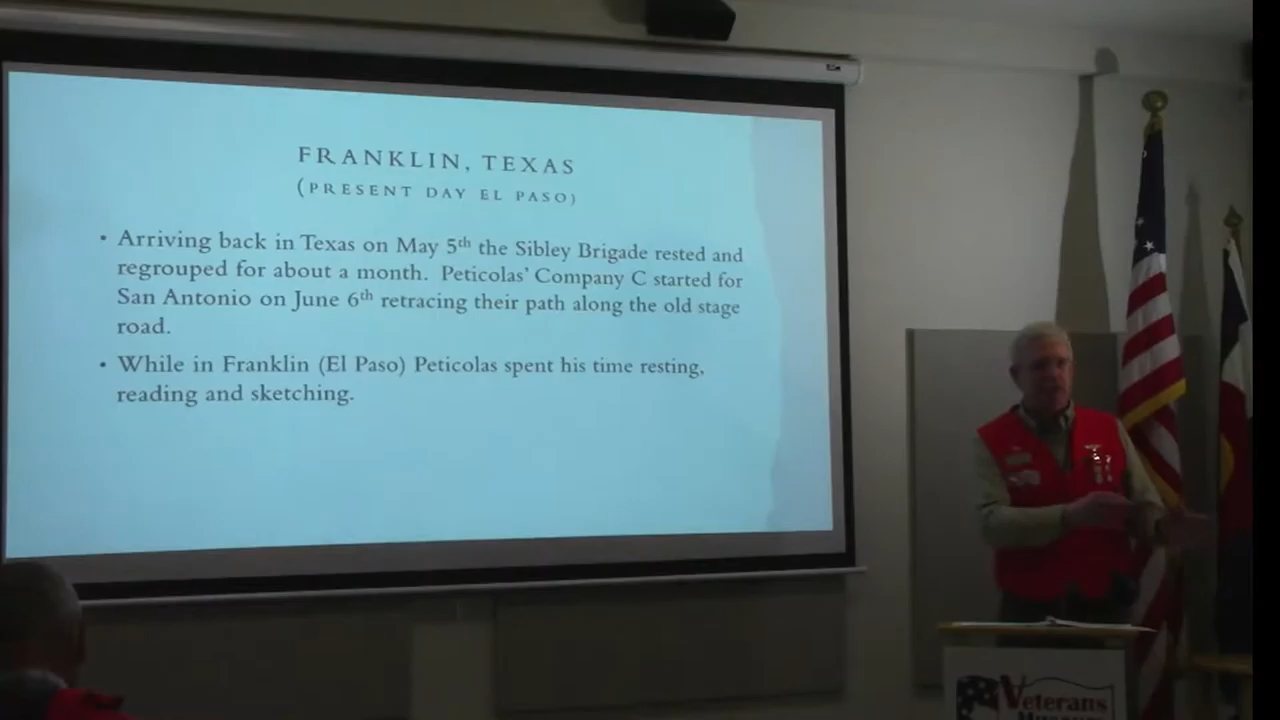 FRANKLIN, TEXAS
(PRESENT DAY EL PASO)
• Arriving back in Texas on May 5th the Sibley Brigade rested and
regrouped for about a month. Peticolas' Company C started for
San Antonio on June 6th retracing their path along the old stage
road.
• While in Franklin (El Paso) Peticolas spent his time resting,
reading and sketching.
Veterans
Museum